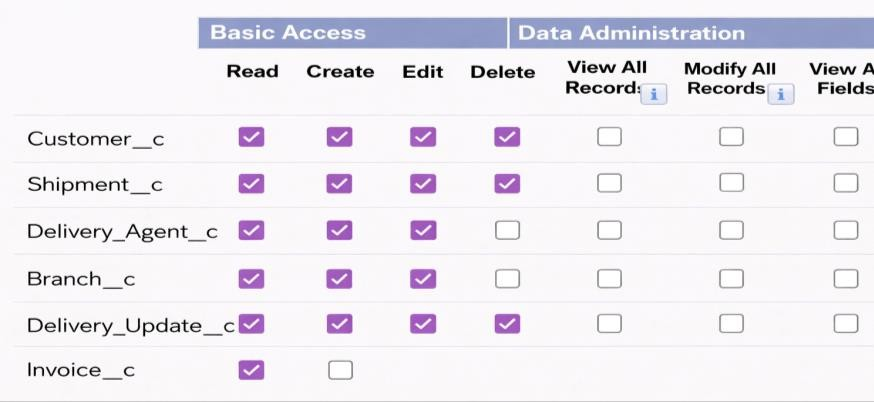 Basic Access Data Administration
Read Create Edit Delete View All Records i Modify All Records i View A Fields
Customer__c
Shipment__c
Delivery_Agent__c
Branch__c
Delivery_Update__c
Invoice__c